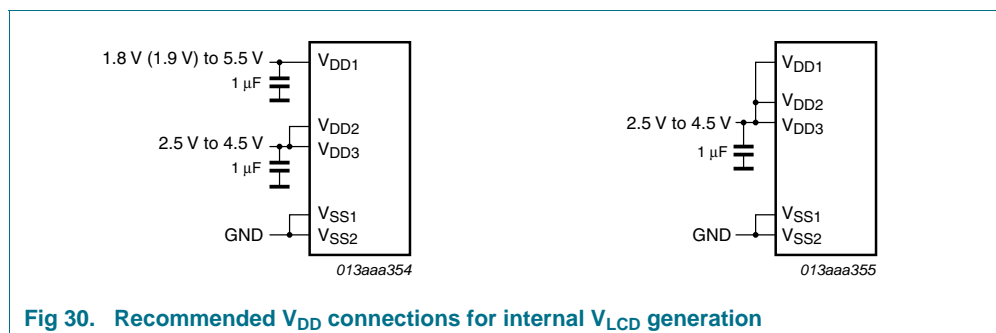 1.8 V (1.9 V) to 5.5 V
1 μF
VDD1
2.5 V to 4.5 V
1 μF
VDD2
VDD3
GND
VSS1
VSS2
013aaa354
2.5 V to 4.5 V
1 μF
VDD1
VDD2
VDD3
GND
VSS1
VSS2
013aaa355
Fig 30. Recommended VDD connections for internal VLCD generation